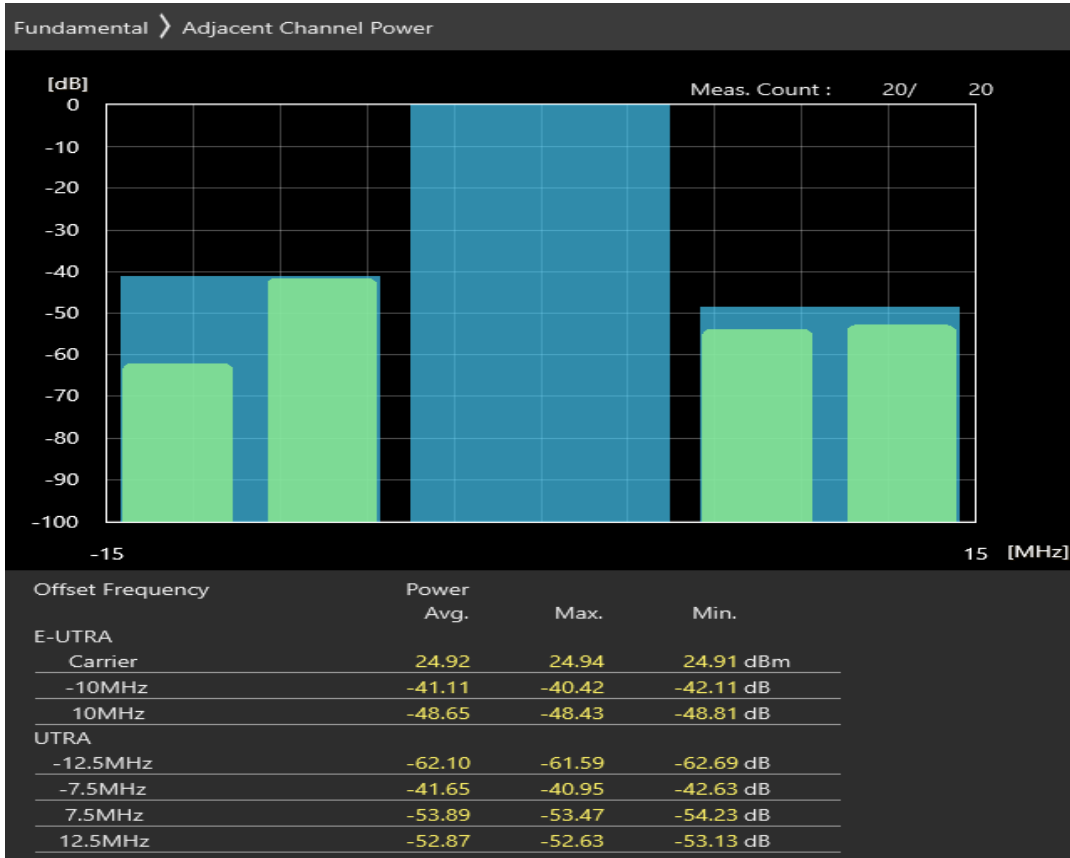 Fundamental ❯ Adjacent Channel Power
[dB]
Meas. Count : 20/ 20
0
-10
-20
-30
-40
-50
-60
-70
-80
-90
-100
-15 15 [MHz]
Offset Frequency Power
Avg. Max. Min.
E-UTRA
Carrier 24.92 24.94 24.91 dBm
-10MHz -41.11 -40.42 -42.11 dB
10MHz -48.65 -48.43 -48.81 dB
UTRA
-12.5MHz -62.10 -61.59 -62.69 dB
-7.5MHz -41.65 -40.95 -42.63 dB
7.5MHz -53.89 -53.47 -54.23 dB
12.5MHz -52.87 -52.63 -53.13 dB